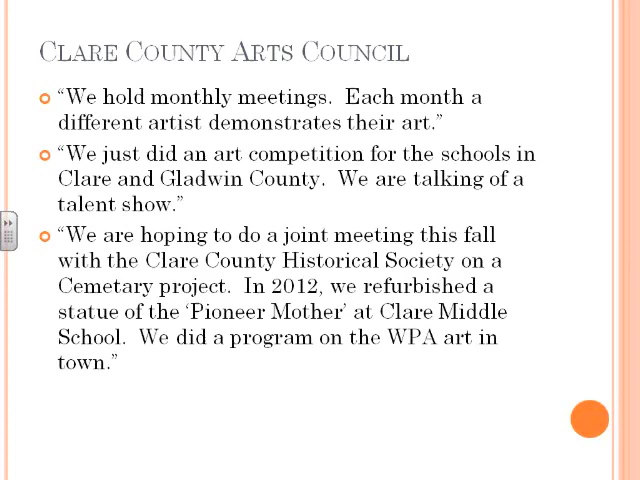 CLARE COUNTY ARTS COUNCIL
“We hold monthly meetings.  Each month a
different artist demonstrates their art.”
“We just did an art competition for the schools in
Clare and Gladwin County.  We are talking of a
talent show.”
“We are hoping to do a joint meeting this fall
with the Clare County Historical Society on a
Cemetary project.  In 2012, we refurbished a
statue of the ‘Pioneer Mother’ at Clare Middle
School.  We did a program on the WPA art in
town.”